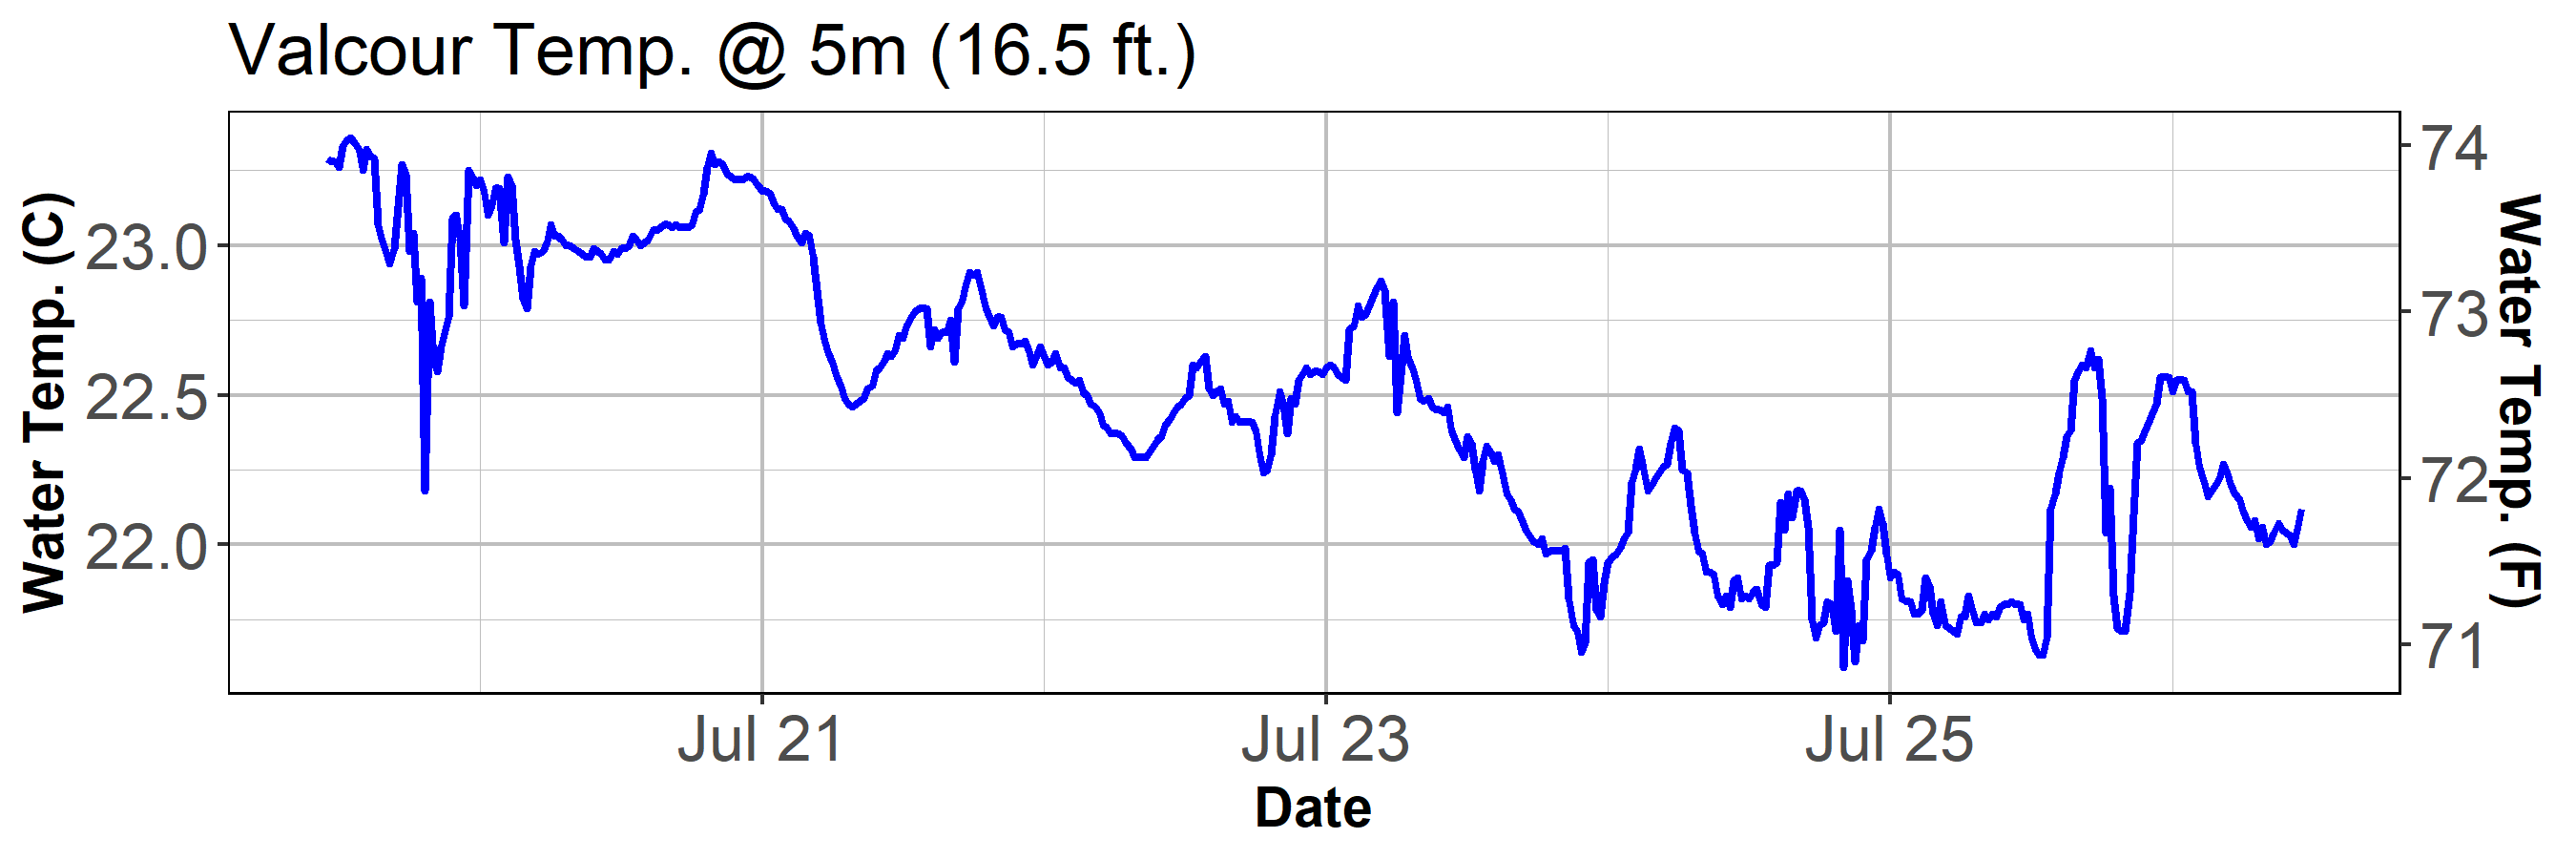 Valcour Temp. @ 5m (16.5 ft.)
Water Temp. (C)
23.0
22.5
22.0
74
73
72
71
Water Temp. (F)
Jul 21 Jul 23 Jul 25
Date